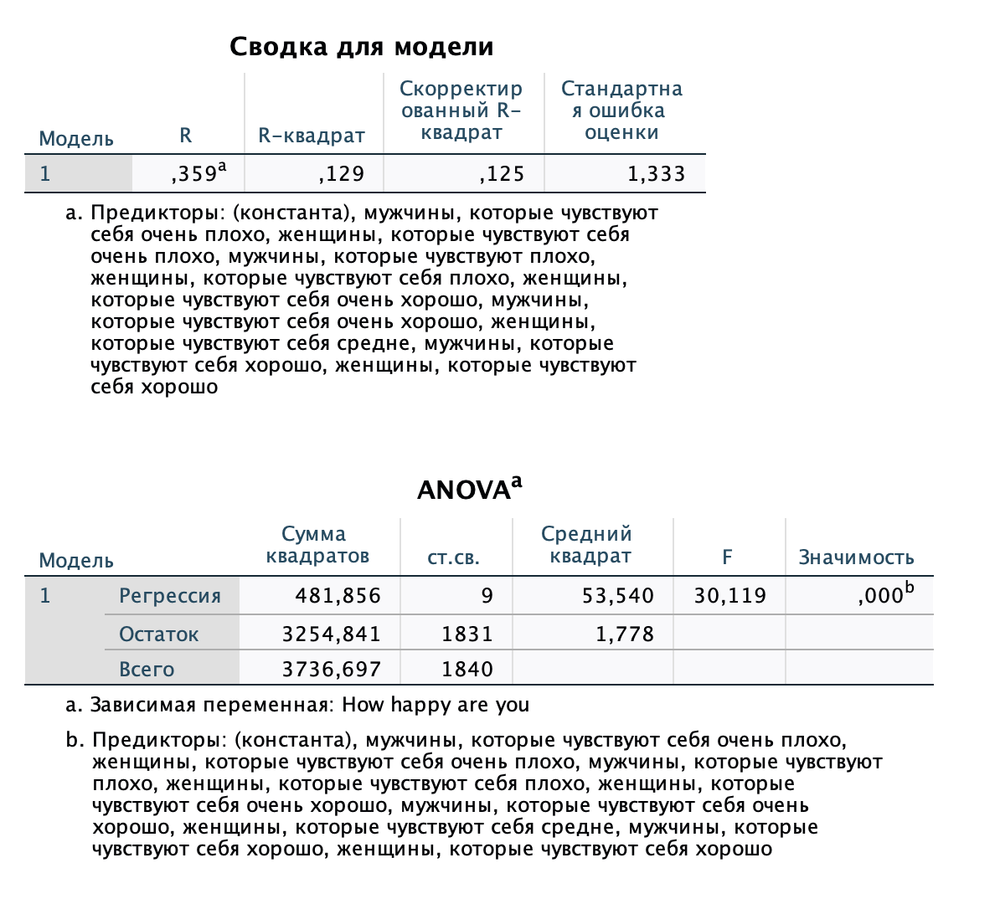 Сводка для модели
Модель R R-квадрат Скорректир
ованный R-
квадрат Стандартна
я ошибка
оценки
1 ,359a ,129 ,125 1,333
a. Предикторы: (константа), мужчины, которые чувствуют
себя очень плохо, женщины, которые чувствуют себя
очень плохо, мужчины, которые чувствуют плохо,
женщины, которые чувствуют себя плохо, женщины,
которые чувствуют себя очень хорошо, мужчины,
которые чувствуют себя очень хорошо, женщины,
которые чувствуют себя средне, мужчины, которые
чувствуют себя хорошо, женщины, которые чувствуют
себя хорошо
ANOVAa
Модель Сумма
квадратов ст.св. Средний
квадрат F Значимость
1 Регрессия 481,856 9 53,540 30,119 ,000b
Остаток 3254,841 1831 1,778
Всего 3736,697 1840
a. Зависимая переменная: How happy are you
b. Предикторы: (константа), мужчины, которые чувствуют себя очень плохо,
женщины, которые чувствуют себя очень плохо, мужчины, которые чувствуют
плохо, женщины, которые чувствуют себя плохо, женщины, которые
чувствуют себя очень хорошо, мужчины, которые чувствуют себя очень
хорошо, женщины, которые чувствуют себя средне, мужчины, которые
чувствуют себя хорошо, женщины, которые чувствуют себя хорошо